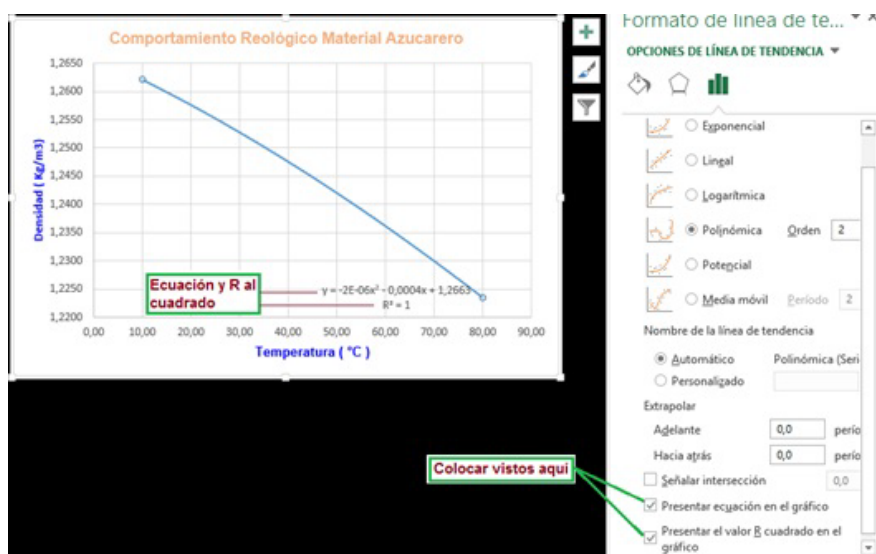 Comportamiento Reológico Material Azucarero
1,2650
1,2600
1,2550
1,2500
1,2450
1,2400
1,2350
1,2300
1,2250
1,2200
Densidad ( Kg/m3)
Ecuación y R al
cuadrado
y = -2E-06x² - 0,0004x + 1,2663
R² = 1
0,00 10,00 20,00 30,00 40,00 50,00 60,00 70,00 80,00 90,00
Temperatura ( °C )
Colocar vistos aqui
Formato de línea de te...
OPCIONES DE LÍNEA DE TENDENCIA
Exponencial
Lineal
Logarítmica
Polinómica Orden 2
Potencial
Media móvil Período 2
Nombre de la línea de tendencia
Automático Polinómica (Seri
Personalizado
Extrapolar
Adelante 0,0 perío
Hacia atrás 0,0 perío
Señalar intersección 0,0
Presentar ecuación en el gráfico
Presentar el valor R cuadrado en el
gráfico